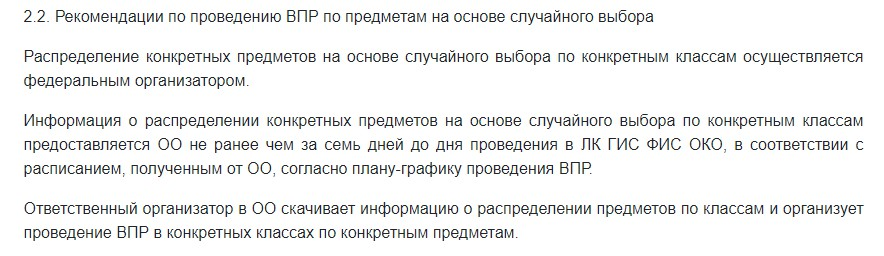 2.2. Рекомендации по проведению ВПР по предметам на основе случайного выбора
Распределение конкретных предметов на основе случайного выбора по конкретным классам осуществляется
федеральным организатором.
Информация о распределении конкретных предметов на основе случайного выбора по конкретным классам
предоставляется ОО не ранее чем за семь дней до дня проведения в ЛК ГИС ФИС ОКО, в соответствии с
расписанием, полученным от ОО, согласно плану-графику проведения ВПР.
Ответственный организатор в ОО скачивает информацию о распределении предметов по классам и организует
проведение ВПР в конкретных классах по конкретным предметам.